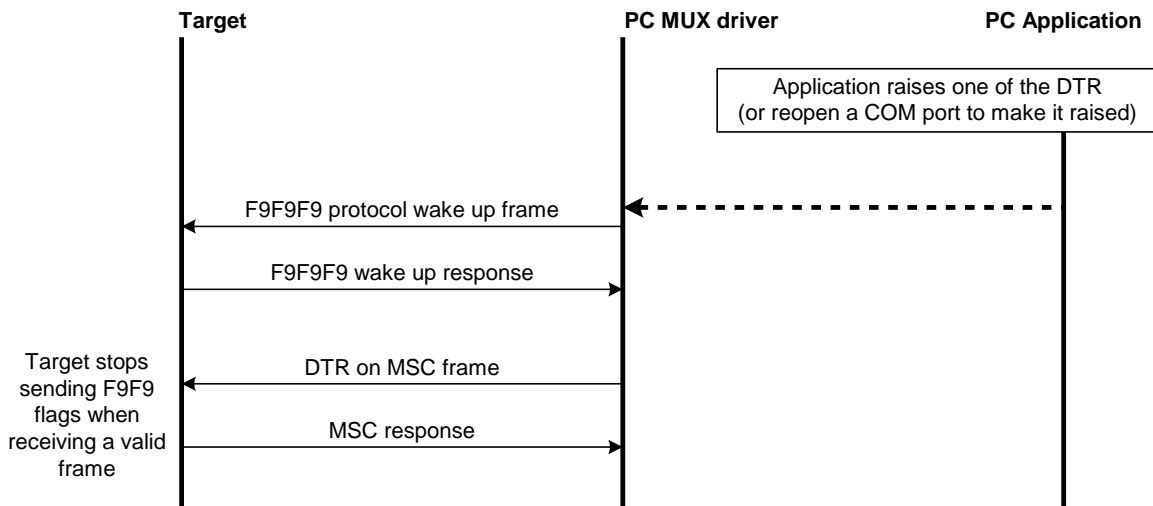 Target
PC MUX driver
PC Application
Application raises one of the DTR
(or reopen a COM port to make it raised)
F9F9F9 protocol wake up frame
F9F9F9 wake up response
DTR on MSC frame
MSC response
Target stops
sending F9F9
flags when
receiving a valid
frame